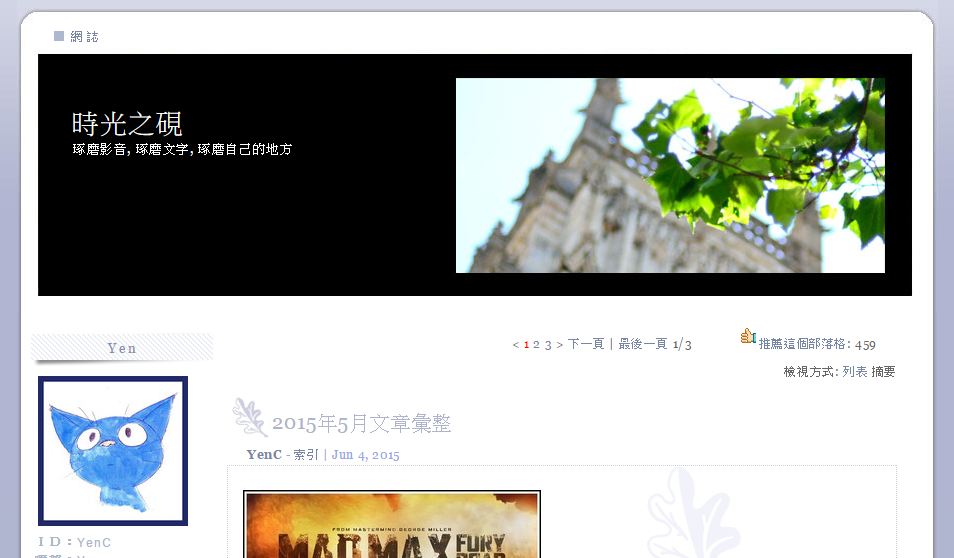 網誌
時光之硯
琢磨影音, 琢磨文字, 琢磨自己的地方
Yen
< 1 2 3 > 下一頁 | 最後一頁 1/3
推薦這個部落格: 459
檢視方式: 列表 摘要
2015年5月文章彙整
YenC - 索引 | Jun 4, 2015
FROM MASTERMIND GEORGE MILLER
MAD MAX FURY
ID：YenC